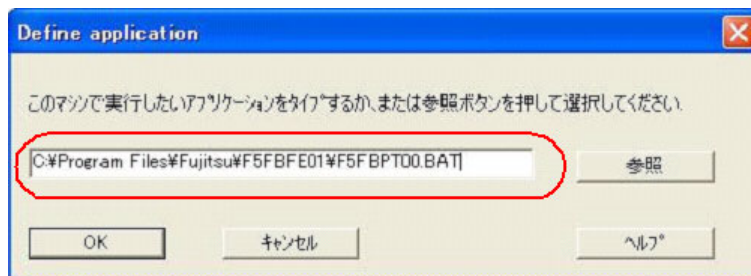 Define application
このマシンで実行したいアプリケーションをタイプするか、または参照ボタンを押して選択してください.
C:¥Program Files¥Fujitsu¥F5FBFE01¥F5FBPT00.BAT
参照
OK
キャンセル
ヘルプ